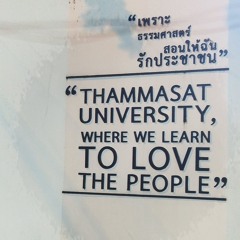 “เพราะ
ธรรมศาสตร์
สอนให้ฉัน
รักประชาชน”
“THAMMASAT
UNIVERSITY,
WHERE WE LEARN
TO LOVE
THE PEOPLE”